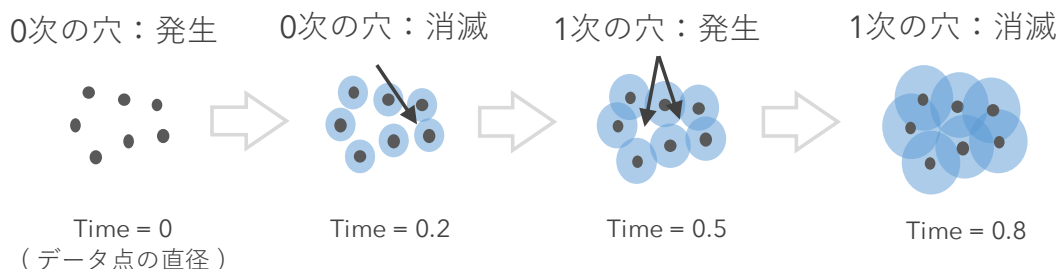 0次の穴：発生
0次の穴：消滅
1次の穴：発生
1次の穴：消滅
Time = 0
Time = 0.2
Time = 0.5
Time = 0.8
（データ点の直径）